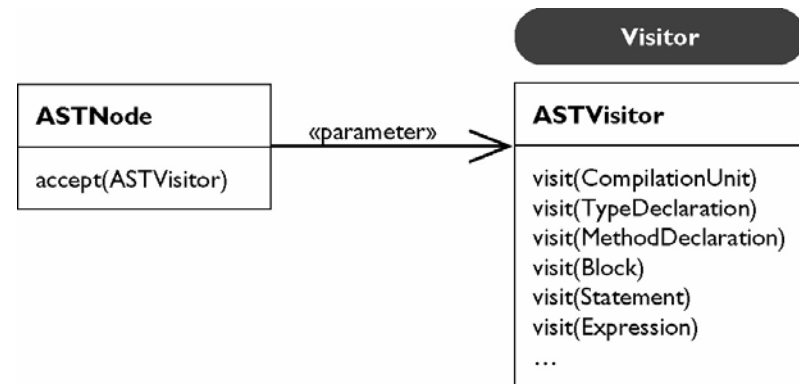 Visitor
ASTNode
accept(ASTVisitor)
«parameter»
ASTVisitor
visit(CompilationUnit)
visit(TypeDeclaration)
visit(MethodDeclaration)
visit(Block)
visit(Statement)
visit(Expression)
…